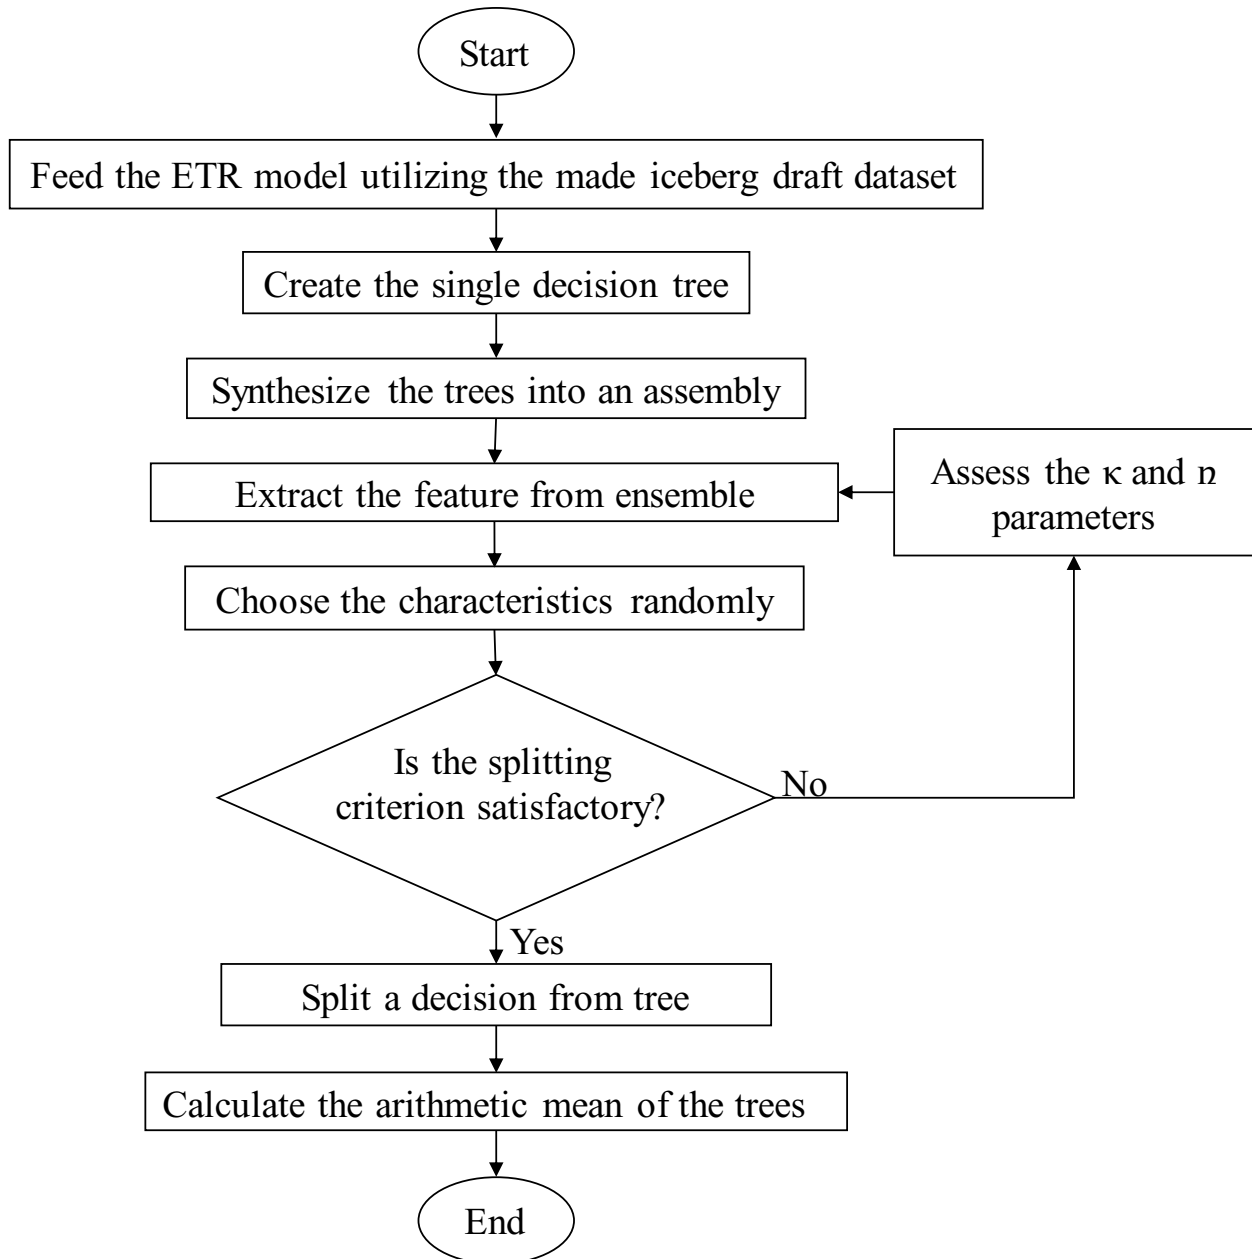 Start
Feed the ETR model utilizing the made iceberg draft dataset
Create the single decision tree
Synthesize the trees into an assembly
Extract the feature from ensemble
Assess the κ and n
parameters
Choose the characteristics randomly
Is the splitting
criterion satisfactory?
No
Yes
Split a decision from tree
Calculate the arithmetic mean of the trees
End